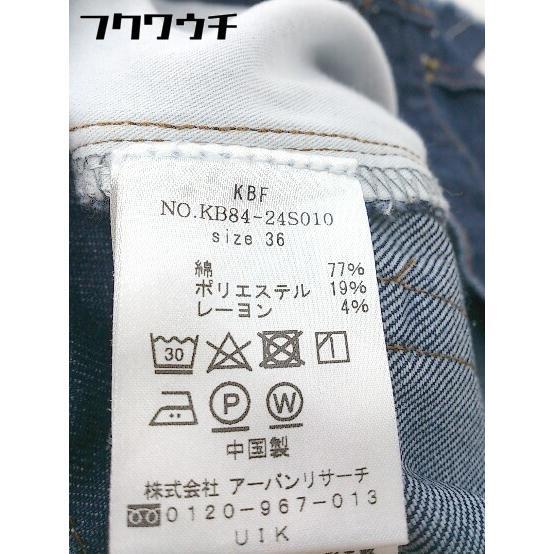 フクワウチ
KBF
NO.KB84-24S010
size 36
綿 77%
ポリエステル 19%
レーヨン 4%
30
P W
中国製
株式会社 アーバンリサーチ
0120-967-013
UIK